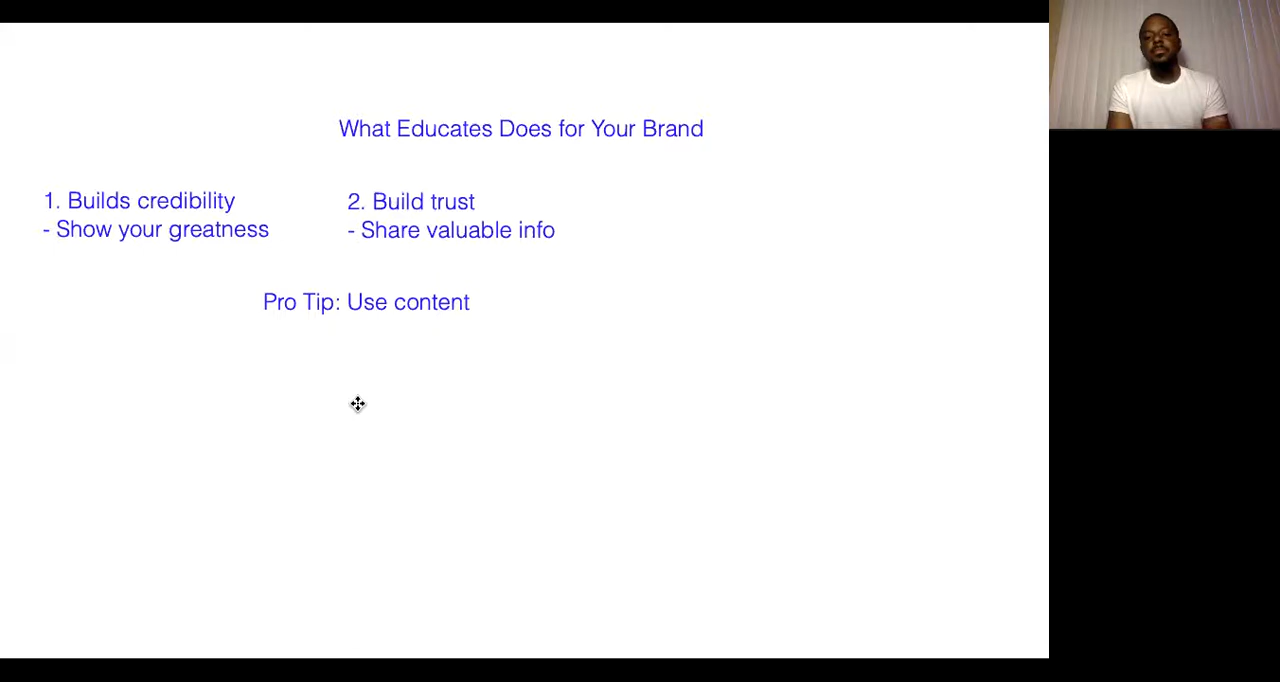 What Educates Does for Your Brand
1. Builds credibility
- Show your greatness
2. Build trust
- Share valuable info
Pro Tip: Use content